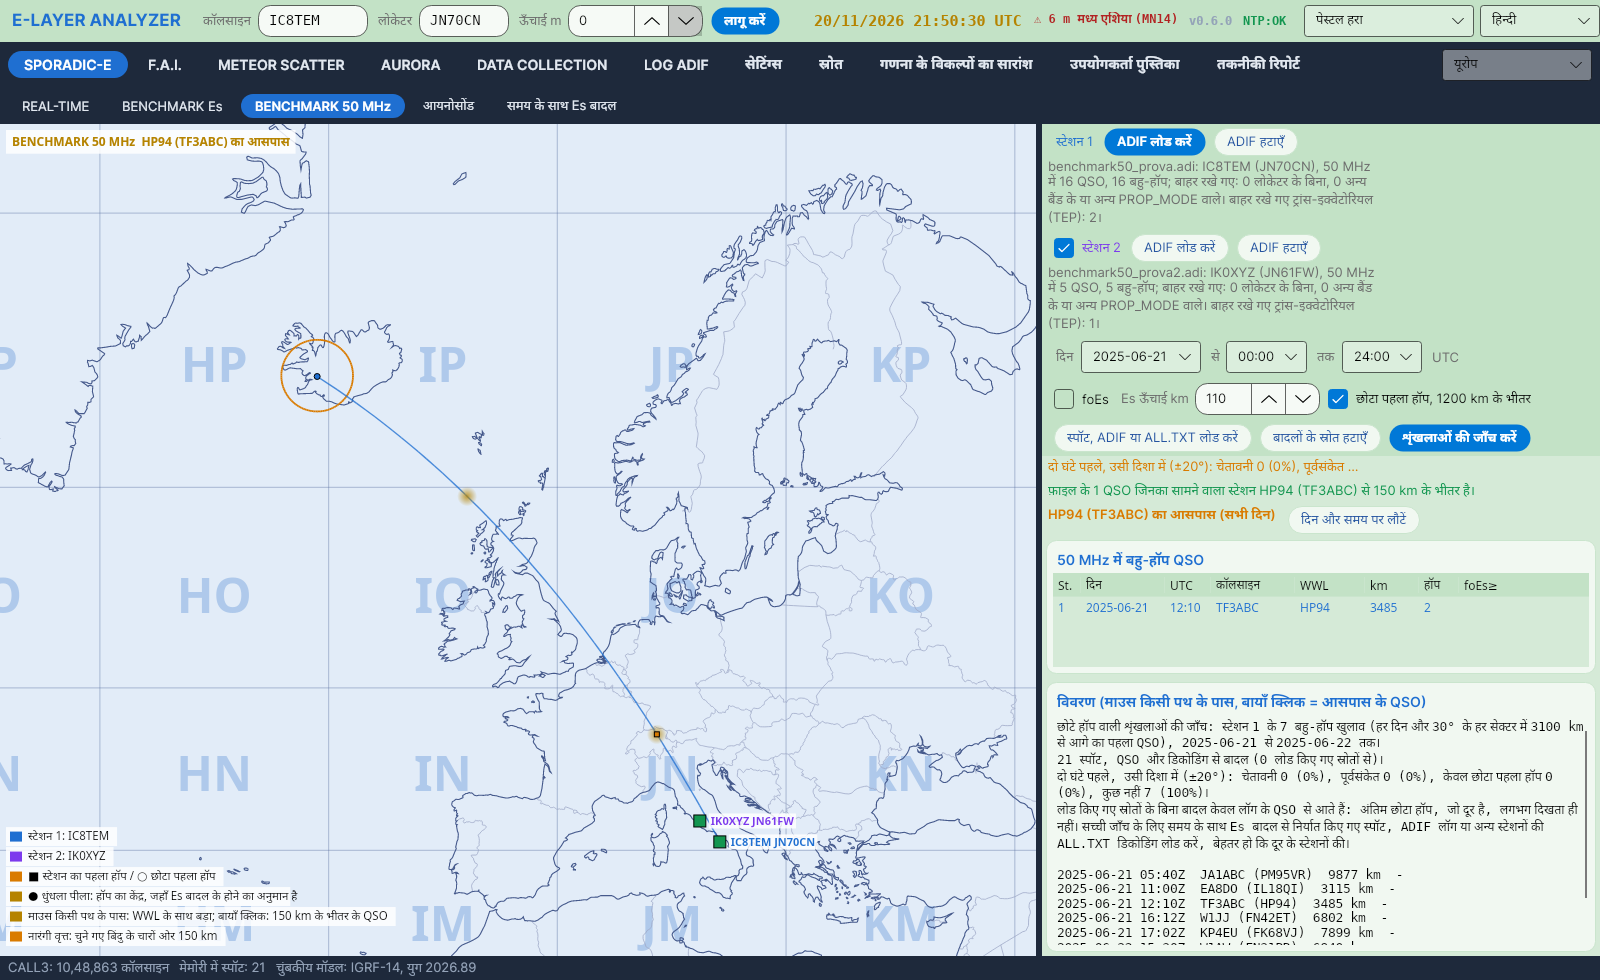 E-LAYER ANALYZER कॉलसाइन IC8TEM लोकेटर JN70CN ऊँचाई m 0 लागू करें 20/11/2026 21:50:30 UTC ⚠ 6 m मध्य एशिया (MN14) v0.6.0 NTP:OK पेस्टल हरा हिन्दी
SPORADIC-E F.A.I. METEOR SCATTER AURORA DATA COLLECTION LOG ADIF सेटिंग्स स्रोत गणना के विकल्पों का सारांश उपयोगकर्ता पुस्तिका तकनीकी रिपोर्ट यूरोप
REAL-TIME BENCHMARK Es BENCHMARK 50 MHz आयनोसोंड समय के साथ Es बादल
BENCHMARK 50 MHz HP94 (TF3ABC) का आसपास
P HP IP JP KP
O HO IO JO KO
N HN IN JN KN
IM JM KM
IK0XYZ JN61FW
IC8TEM JN70CN
स्टेशन 1: IC8TEM
स्टेशन 2: IK0XYZ
■ स्टेशन का पहला हॉप / ○ छोटा पहला हॉप
● धुंधला पीला: हॉप का केंद्र, जहाँ Es बादल के होने का अनुमान है
माउस किसी पथ के पास: WWL के साथ बड़ा; बायाँ क्लिक: 150 km के भीतर के QSO
नारंगी वृत्त: चुने गए बिंदु के चारों ओर 150 km
स्टेशन 1 ADIF लोड करें ADIF हटाएँ
benchmark50_prova.adi: IC8TEM (JN70CN), 50 MHz
में 16 QSO, 16 बहु-हॉप; बाहर रखे गए: 0 लोकेटर के बिना, 0 अन्य
बैंड के या अन्य PROP_MODE वाले। बाहर रखे गए ट्रांस-इक्वेटोरियल
(TEP): 2।
स्टेशन 2 ADIF लोड करें ADIF हटाएँ
benchmark50_prova2.adi: IK0XYZ (JN61FW), 50 MHz
में 5 QSO, 5 बहु-हॉप; बाहर रखे गए: 0 लोकेटर के बिना, 0 अन्य बैंड
के या अन्य PROP_MODE वाले। बाहर रखे गए ट्रांस-इक्वेटोरियल
(TEP): 1।
दिन 2025-06-21 से 00:00 तक 24:00 UTC
foEs Es ऊँचाई km 110 छोटा पहला हॉप, 1200 km के भीतर
स्पॉट, ADIF या ALL.TXT लोड करें बादलों के स्रोत हटाएँ शृंखलाओं की जाँच करें
दो घंटे पहले, उसी दिशा में (±20°): चेतावनी 0 (0%), पूर्वसंकेत ...
फ़ाइल के 1 QSO जिनका सामने वाला स्टेशन HP94 (TF3ABC) से 150 km के भीतर है।
HP94 (TF3ABC) का आसपास (सभी दिन) दिन और समय पर लौटें
50 MHz में बहु-हॉप QSO
St. दिन UTC कॉलसाइन WWL km हॉप foEs≥
1 2025-06-21 12:10 TF3ABC HP94 3485 2
विवरण (माउस किसी पथ के पास, बायाँ क्लिक = आसपास के QSO)
छोटे हॉप वाली शृंखलाओं की जाँच: स्टेशन 1 के 7 बहु-हॉप खुलाव (हर दिन और 30° के हर सेक्टर में 3100 km
से आगे का पहला QSO), 2025-06-21 से 2025-06-22 तक।
21 स्पॉट, QSO और डिकोडिंग से बादल (0 लोड किए गए स्रोतों से)।
दो घंटे पहले, उसी दिशा में (±20°): चेतावनी 0 (0%), पूर्वसंकेत 0 (0%), केवल छोटा पहला हॉप 0
(0%), कुछ नहीं 7 (100%)।
लोड किए गए स्रोतों के बिना बादल केवल लॉग के QSO से आते हैं: अंतिम छोटा हॉप, जो दूर है, लगभग दिखता ही
नहीं। सच्ची जाँच के लिए समय के साथ Es बादल से निर्यात किए गए स्पॉट, ADIF लॉग या अन्य स्टेशनों की
ALL.TXT डिकोडिंग लोड करें, बेहतर हो कि दूर के स्टेशनों की।
2025-06-21 05:40Z JA1ABC (PM95VR) 9877 km -
2025-06-21 11:00Z EA8DO (IL18QI) 3115 km -
2025-06-21 12:10Z TF3ABC (HP94) 3485 km -
2025-06-21 16:12Z W1JJ (FN42ET) 6802 km -
2025-06-21 17:02Z KP4EU (FK68VJ) 7899 km -
CALL3: 10,48,863 कॉलसाइन मेमोरी में स्पॉट: 21 चुंबकीय मॉडल: IGRF-14, युग 2026.89